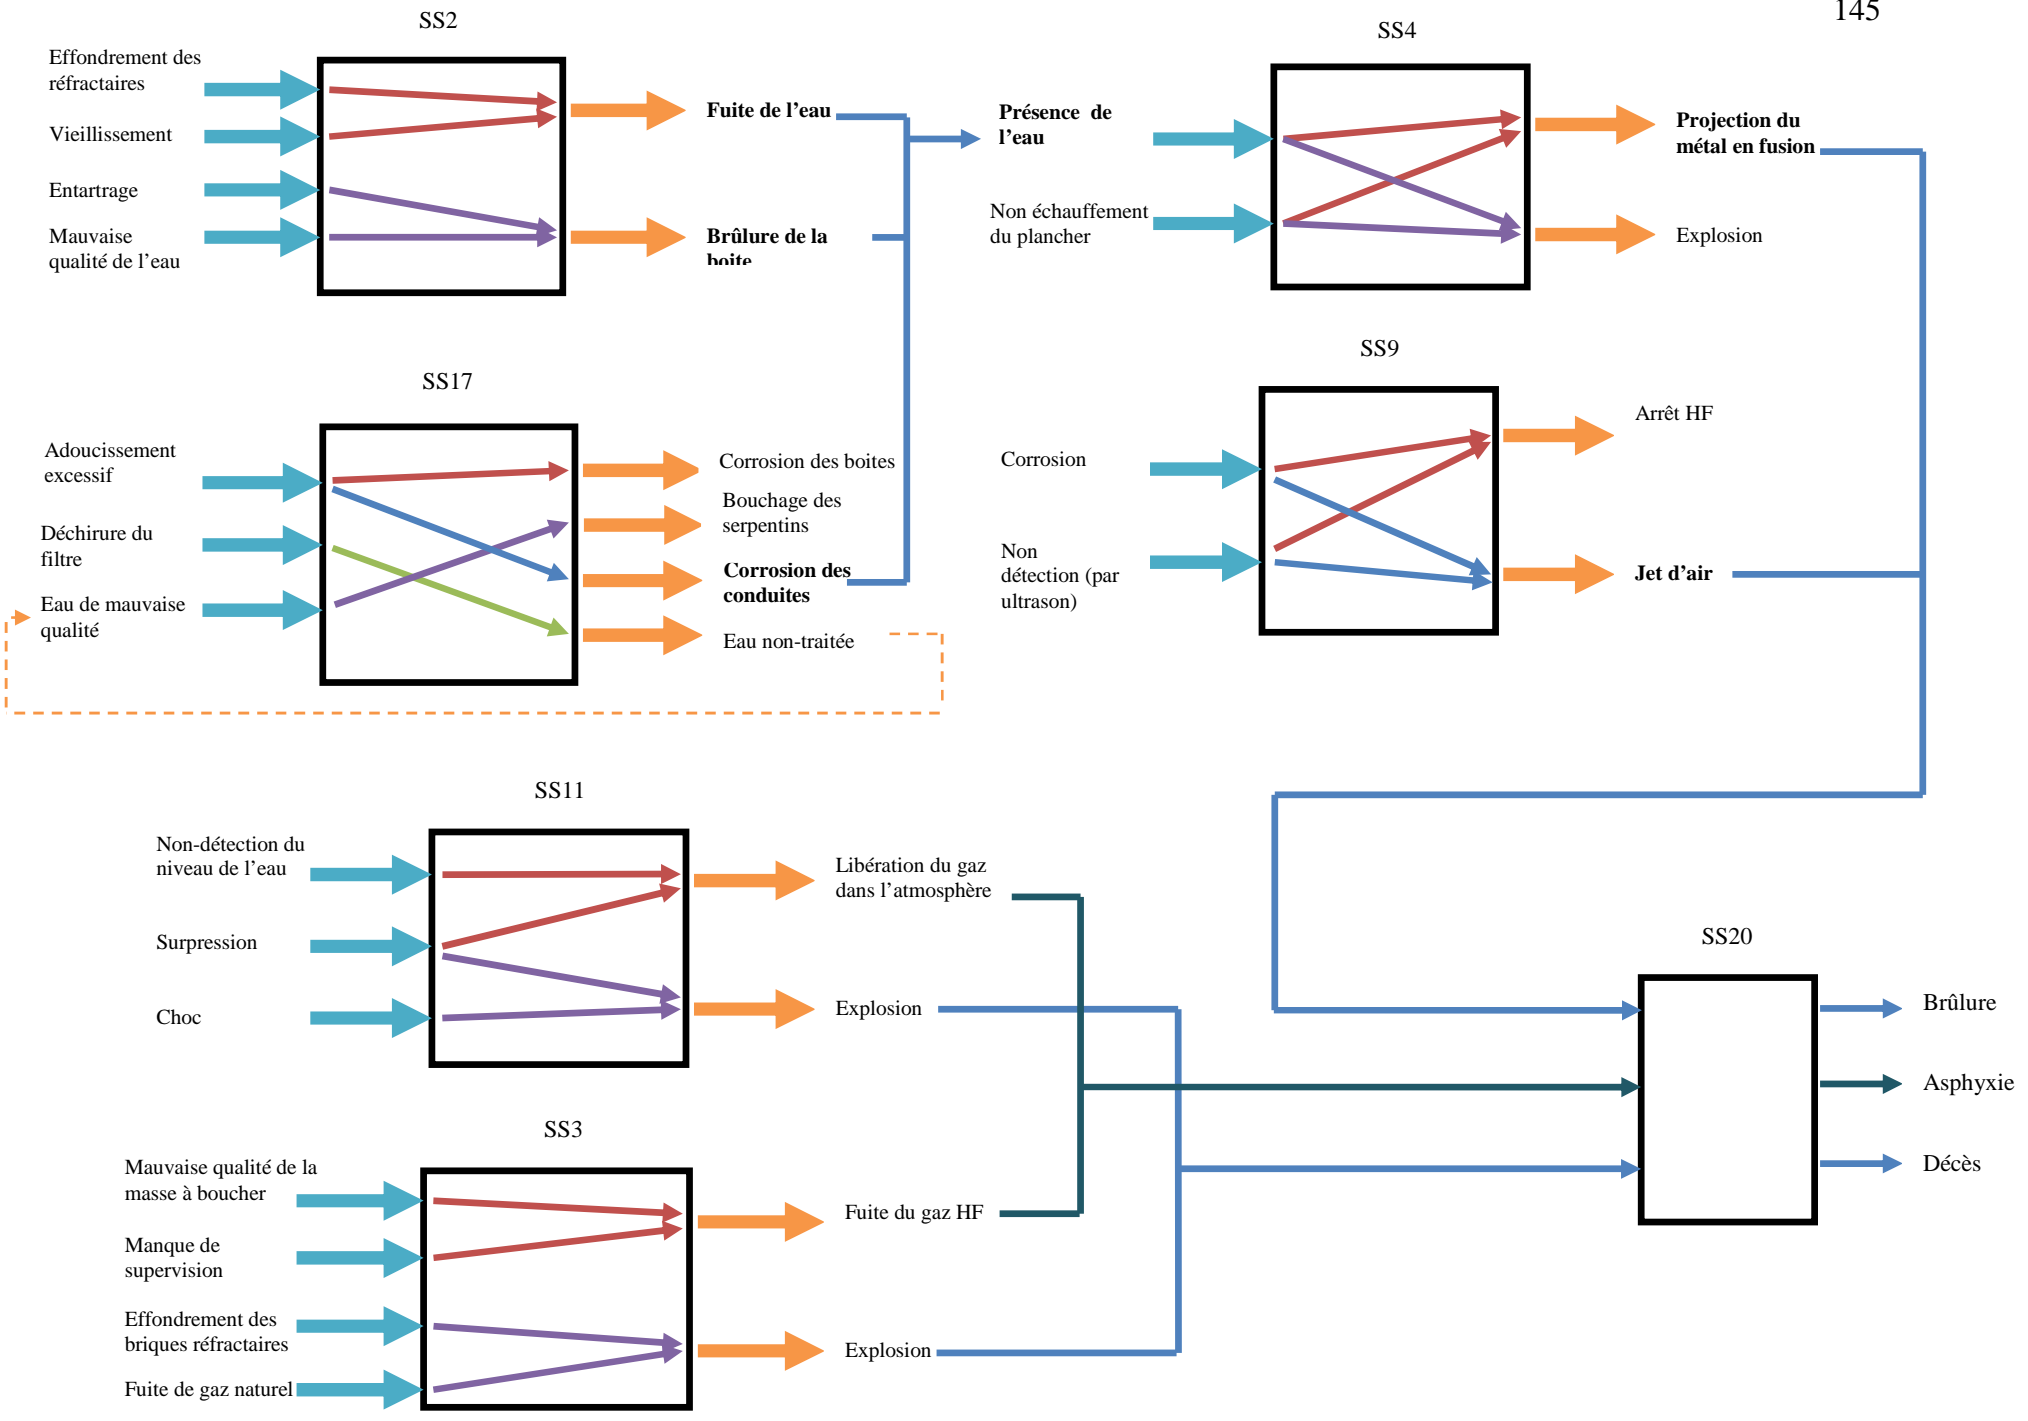 145
SS2
Effondrement des
réfractaires
Vieillissement
Entartrage
Mauvaise
qualité de l’eau
Fuite de l’eau
Brûlure de la
boite
SS4
Présence de
l’eau
Non échauffement
du plancher
Projection du
métal en fusion
Explosion
SS17
Adoucissement
excessif
Déchirure du
filtre
Eau de mauvaise
qualité
Corrosion des boites
Bouchage des
serpentins
Corrosion des
conduites
Eau non-traitée
SS9
Corrosion
Non
détection (par
ultrason)
Arrêt HF
Jet d’air
SS11
Non-détection du
niveau de l’eau
Surpression
Choc
Libération du gaz
dans l’atmosphère
Explosion
SS3
Mauvaise qualité de la
masse à boucher
Manque de
supervision
Effondrement des
briques réfractaires
Fuite de gaz naturel
Fuite du gaz HF
Explosion
SS20
Brûlure
Asphyxie
Décès